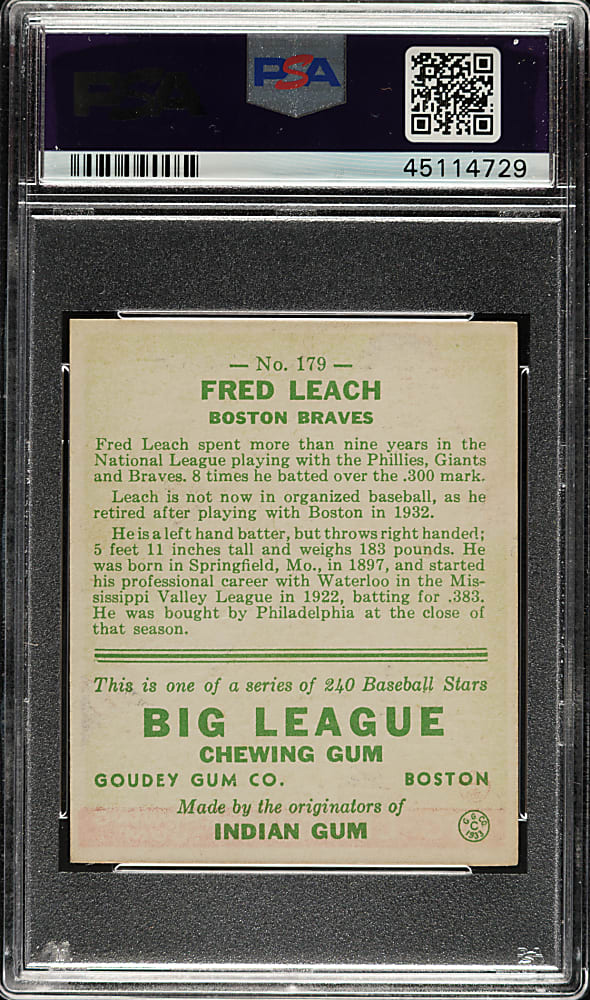 PSA
PSA
45114729
— No. 179 —
FRED LEACH
BOSTON BRAVES
Fred Leach spent more than nine years in the
National League playing with the Phillies, Giants
and Braves. 8 times he batted over the .300 mark.
Leach is not now in organized baseball, as he
retired after playing with Boston in 1932.
He is a left hand batter, but throws right handed;
5 feet 11 inches tall and weighs 183 pounds. He
was born in Springfield, Mo., in 1897, and started
his professional career with Waterloo in the Mis-
sissippi Valley League in 1922, batting for .383.
He was bought by Philadelphia at the close of
that season.
This is one of a series of 240 Baseball Stars
BIG LEAGUE
CHEWING GUM
GOUDEY GUM CO. BOSTON
Made by the originators of
INDIAN GUM
G. G. CO.
C
1933